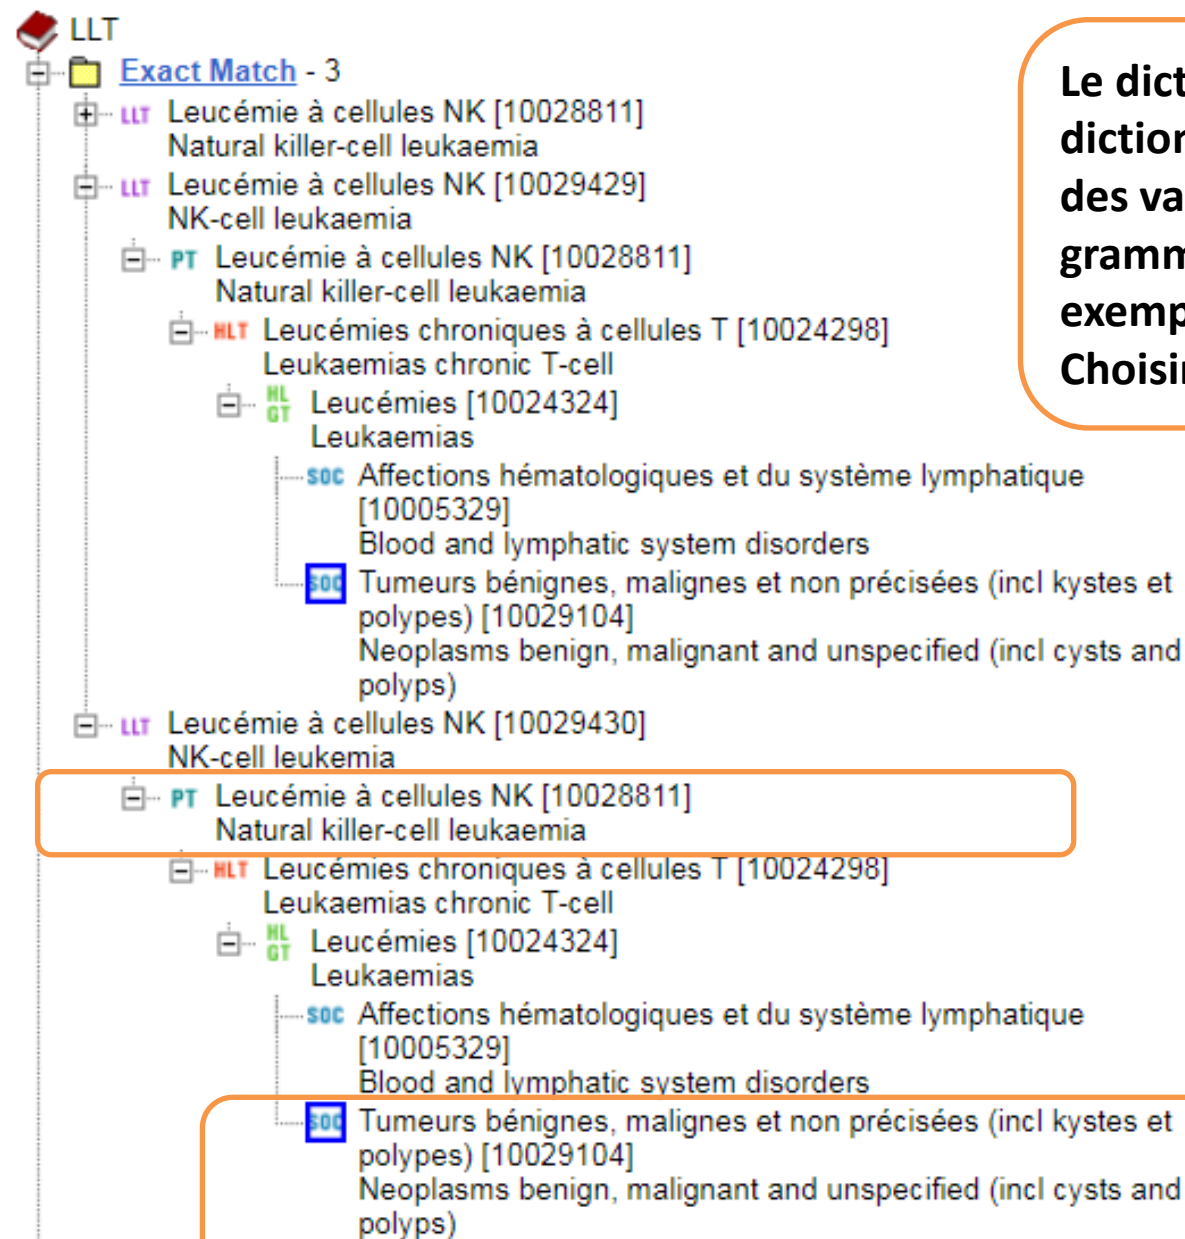 LLT
Exact Match - 3
LLT Leucémie à cellules NK [10028811]
Natural killer-cell leukaemia
LLT Leucémie à cellules NK [10029429]
NK-cell leukaemia
PT Leucémie à cellules NK [10028811]
Natural killer-cell leukaemia
HLT Leucémies chroniques à cellules T [10024298]
Leukaemias chronic T-cell
HL GT Leucémies [10024324]
Leukaemias
SOC Affections hématologiques et du système lymphatique
[10005329]
Blood and lymphatic system disorders
SOC Tumeurs bénignes, malignes et non précisées (incl kystes et
polypes) [10029104]
Neoplasms benign, malignant and unspecified (incl cysts and
polyps)
LLT Leucémie à cellules NK [10029430]
NK-cell leukemia
PT Leucémie à cellules NK [10028811]
Natural killer-cell leukaemia
HLT Leucémies chroniques à cellules T [10024298]
Leukaemias chronic T-cell
HL GT Leucémies [10024324]
Leukaemias
SOC Affections hématologiques et du système lymphatique
[10005329]
Blood and lymphatic system disorders
SOC Tumeurs bénignes, malignes et non précisées (incl kystes et
polypes) [10029104]
Neoplasms benign, malignant and unspecified (incl cysts and
polyps)
Le dict
diction
des va
gramm
exemp
Choisir